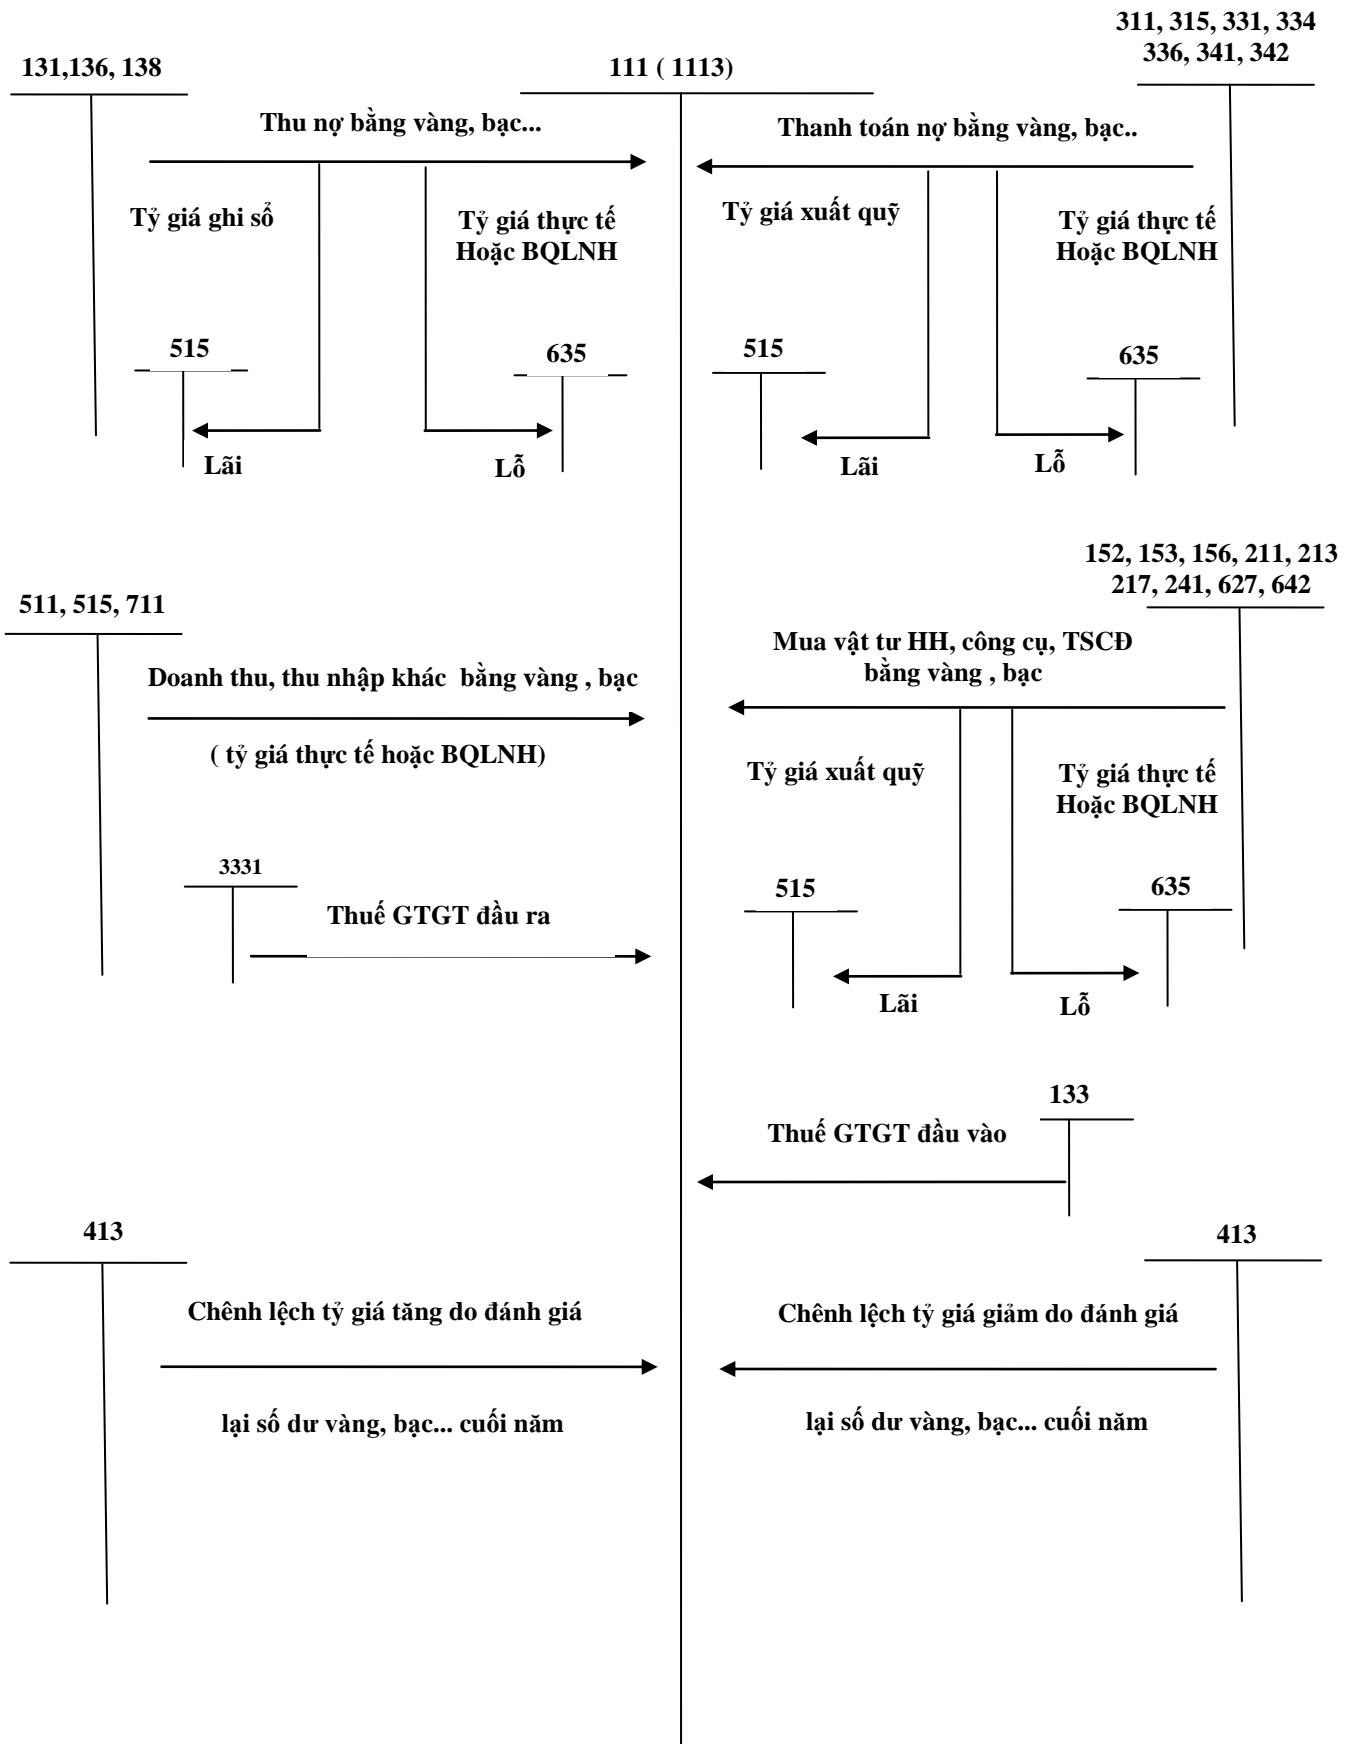 311, 315, 331, 334
336, 341, 342
131,136, 138
111 ( 1113)
Thu nợ bằng vàng, bạc...
Thanh toán nợ bằng vàng, bạc..
Tỷ giá ghi sổ
Tỷ giá thực tế
Hoặc BQLNH
Tỷ giá xuất quỹ
Tỷ giá thực tế
Hoặc BQLNH
515
635
515
635
Lãi
Lỗ
Lãi
Lỗ
152, 153, 156, 211, 213
217, 241, 627, 642
511, 515, 711
Doanh thu, thu nhập khác bằng vàng , bạc
( tỷ giá thực tế hoặc BQLNH)
Mua vật tư HH, công cụ, TSCĐ
bằng vàng , bạc
Tỷ giá xuất quỹ
Tỷ giá thực tế
Hoặc BQLNH
3331
Thuế GTGT đầu ra
515
635
Lãi
Lỗ
133
Thuế GTGT đầu vào
413
413
Chênh lệch tỷ giá tăng do đánh giá
lại số dư vàng, bạc... cuối năm
Chênh lệch tỷ giá giảm do đánh giá
lại số dư vàng, bạc... cuối năm